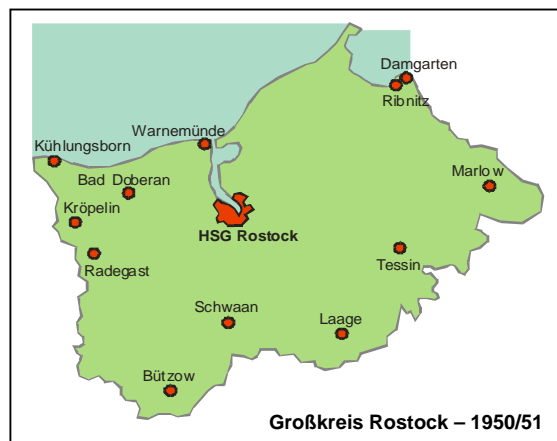 Damgarten
Ribnitz
Warnemünde
Kühlungsborn
Bad Doberan
Marlow
Kröpelin
HSG Rostock
Radegast
Tessin
Schwaan
Laage
Bützow
Großkreis Rostock – 1950/51